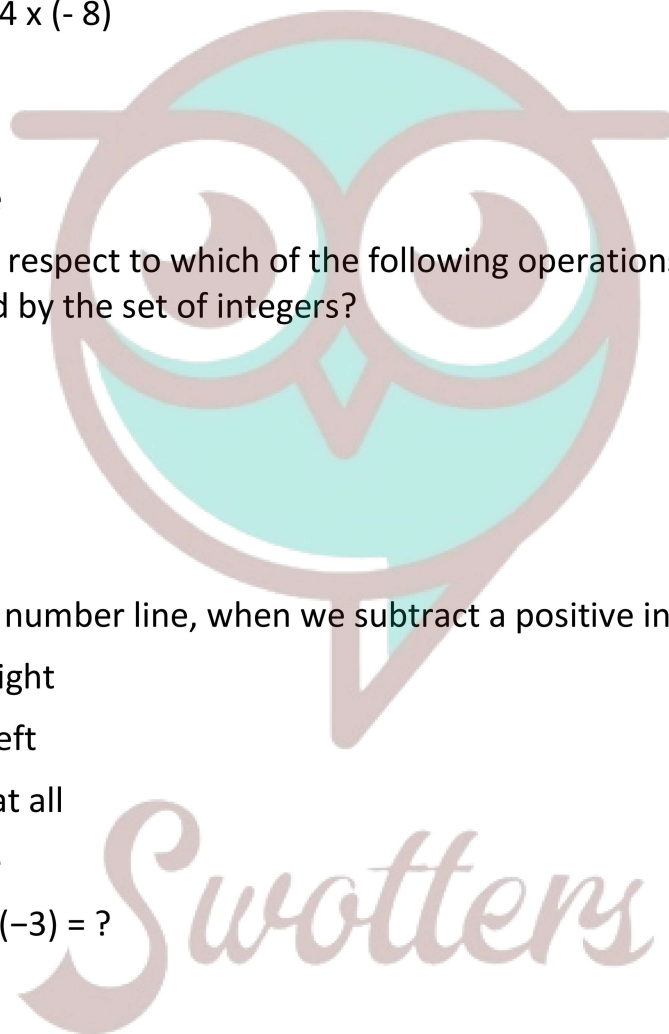 4 x (- 8)
respect to which of the following operation
by the set of integers?
number line, when we subtract a positive in
ight
eft
at all
(−3) = ?
Swotters